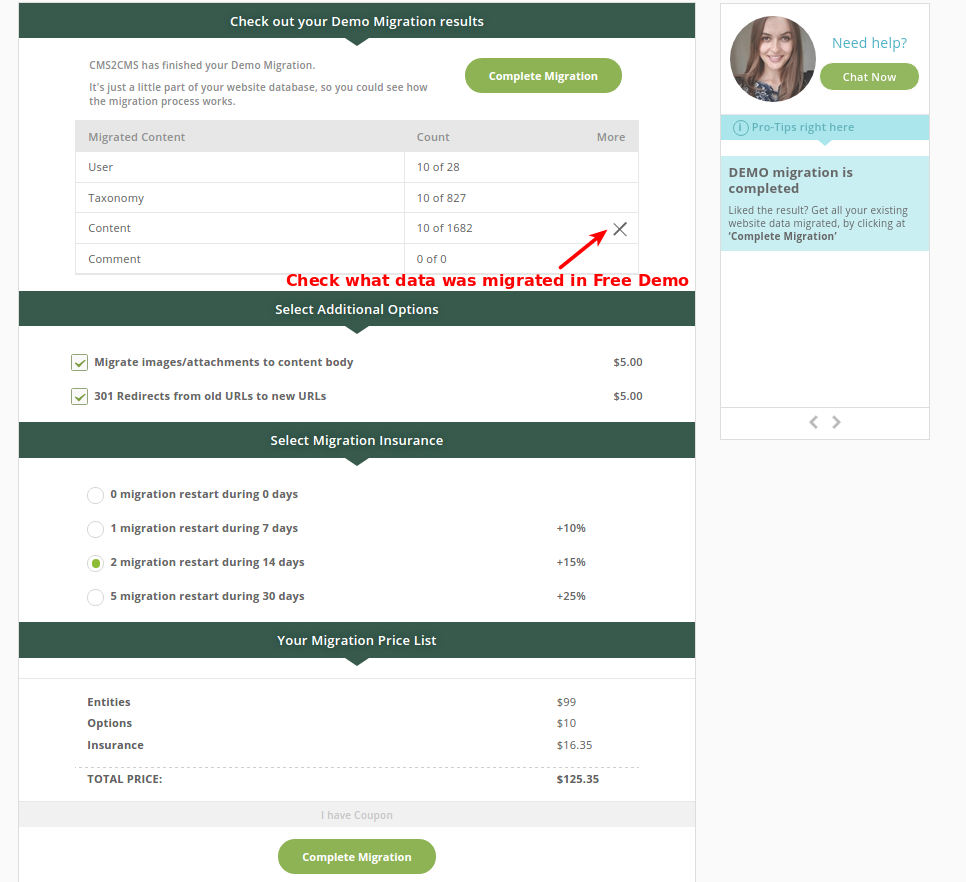 Check out your Demo Migration results
CMS2CMS has finished your Demo Migration.
It's just a little part of your website database, so you could see how
the migration process works.
Complete Migration
Migrated Content Count More
User 10 of 28
Taxonomy 10 of 827
Content 10 of 1682
Comment 0 of 0
Check what data was migrated in Free Demo
Select Additional Options
Migrate images/attachments to content body $5.00
301 Redirects from old URLs to new URLs $5.00
Select Migration Insurance
0 migration restart during 0 days
1 migration restart during 7 days +10%
2 migration restart during 14 days +15%
5 migration restart during 30 days +25%
Your Migration Price List
Entities $99
Options $10
Insurance $16.35
TOTAL PRICE: $125.35
I have Coupon
Complete Migration
Need help?
Chat Now
i Pro-Tips right here
DEMO migration is
completed
Liked the result? Get all your existing
website data migrated, by clicking at
'Complete Migration'